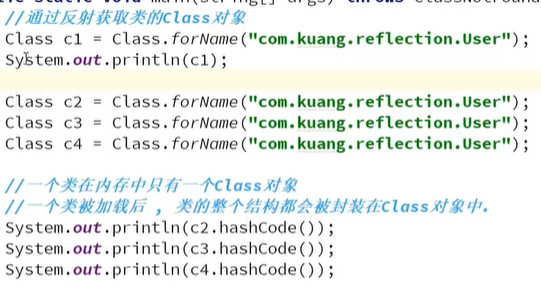 //通过反射获取类的Class对象
Class c1 = Class.forName("com.kuang.reflection.User");
System.out.println(c1);
Class c2 = Class.forName("com.kuang.reflection.User");
Class c3 = Class.forName("com.kuang.reflection.User");
Class c4 = Class.forName("com.kuang.reflection.User");
//一个类在内存中只有一个Class对象
//一个类被加载后 , 类的整个结构都会被封装在Class对象中.
System.out.println(c2.hashCode());
System.out.println(c3.hashCode());
System.out.println(c4.hashCode());